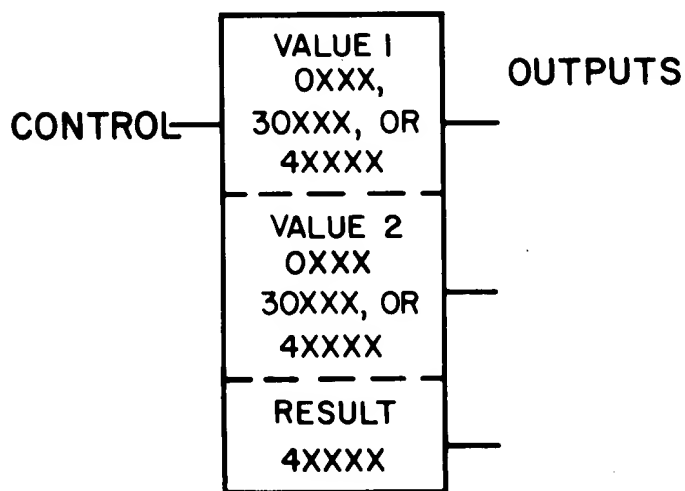 VALUE 1
OXXX,
OUTPUTS
CONTROL
30XXX, OR
4XXXX
VALUE 2
OXXX
30XXX, OR
4XXXX
RESULT
4XXXX